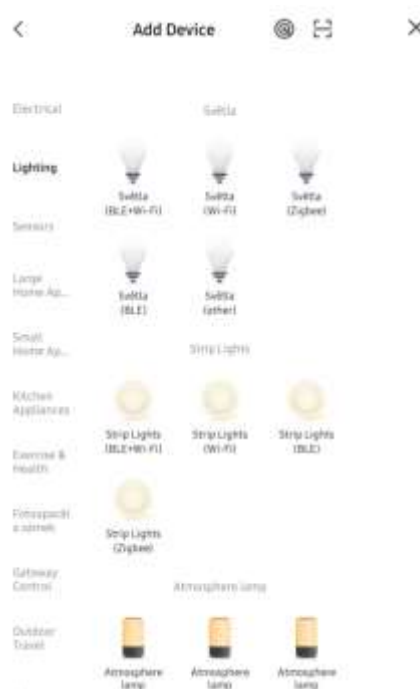 Add Device
Electrical
Lighting
Sensors
Large
Home Ap...
Small
Home Ap...
Kitchen
Appliances
Exercise &
Health
Gateway
Control
Outdoor
Travel
Světla
Světla
(BLE+Wi-Fi)
Světla
(Wi-Fi)
Světla
(Zigbee)
Světla
(BLE)
Světla
(other)
Strip Lights
Strip Lights
(BLE+Wi-Fi)
Strip Lights
(Wi-Fi)
Strip Lights
(BLE)
Strip Lights
(Zigbee)
Atmosphere lamp
Atmosphere
lamp
Atmosphere
lamp
Atmosphere
lamp